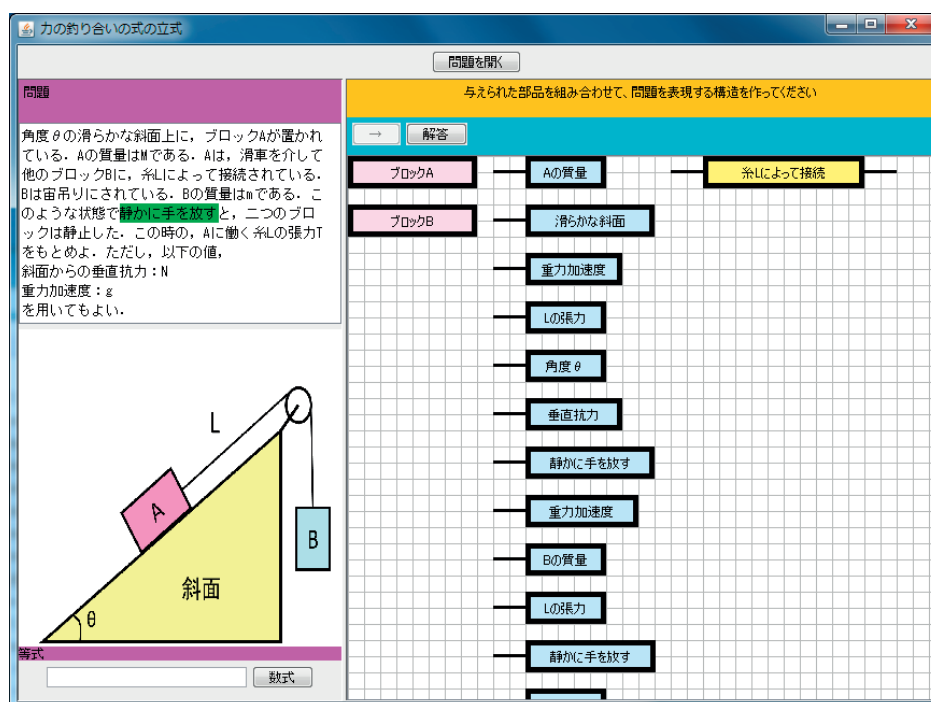 力の釣り合いの式の立式
問題を開く
問題
角度θの滑らかな斜面上に，ブロックAが置かれ
ている．Aの質量はMである．Aは，滑車を介して
他のブロックBに，糸Lによって接続されている．
Bは宙吊りにされている．Bの質量はmである．こ
のような状態で静かに手を放すと，二つのブロ
ックは静止した．この時の，Aに働く糸Lの張力T
をもとめよ．ただし，以下の値，
斜面からの垂直抗力：N
重力加速度：g
を用いてもよい．
L
A
B
斜面
θ
等式
数式
与えられた部品を組み合わせて、問題を表現する構造を作ってください
→ 解答
ブロックA Aの質量 糸Lによって接続
ブロックB 滑らかな斜面
重力加速度
Lの張力
角度θ
垂直抗力
静かに手を放す
重力加速度
Bの質量
Lの張力
静かに手を放す